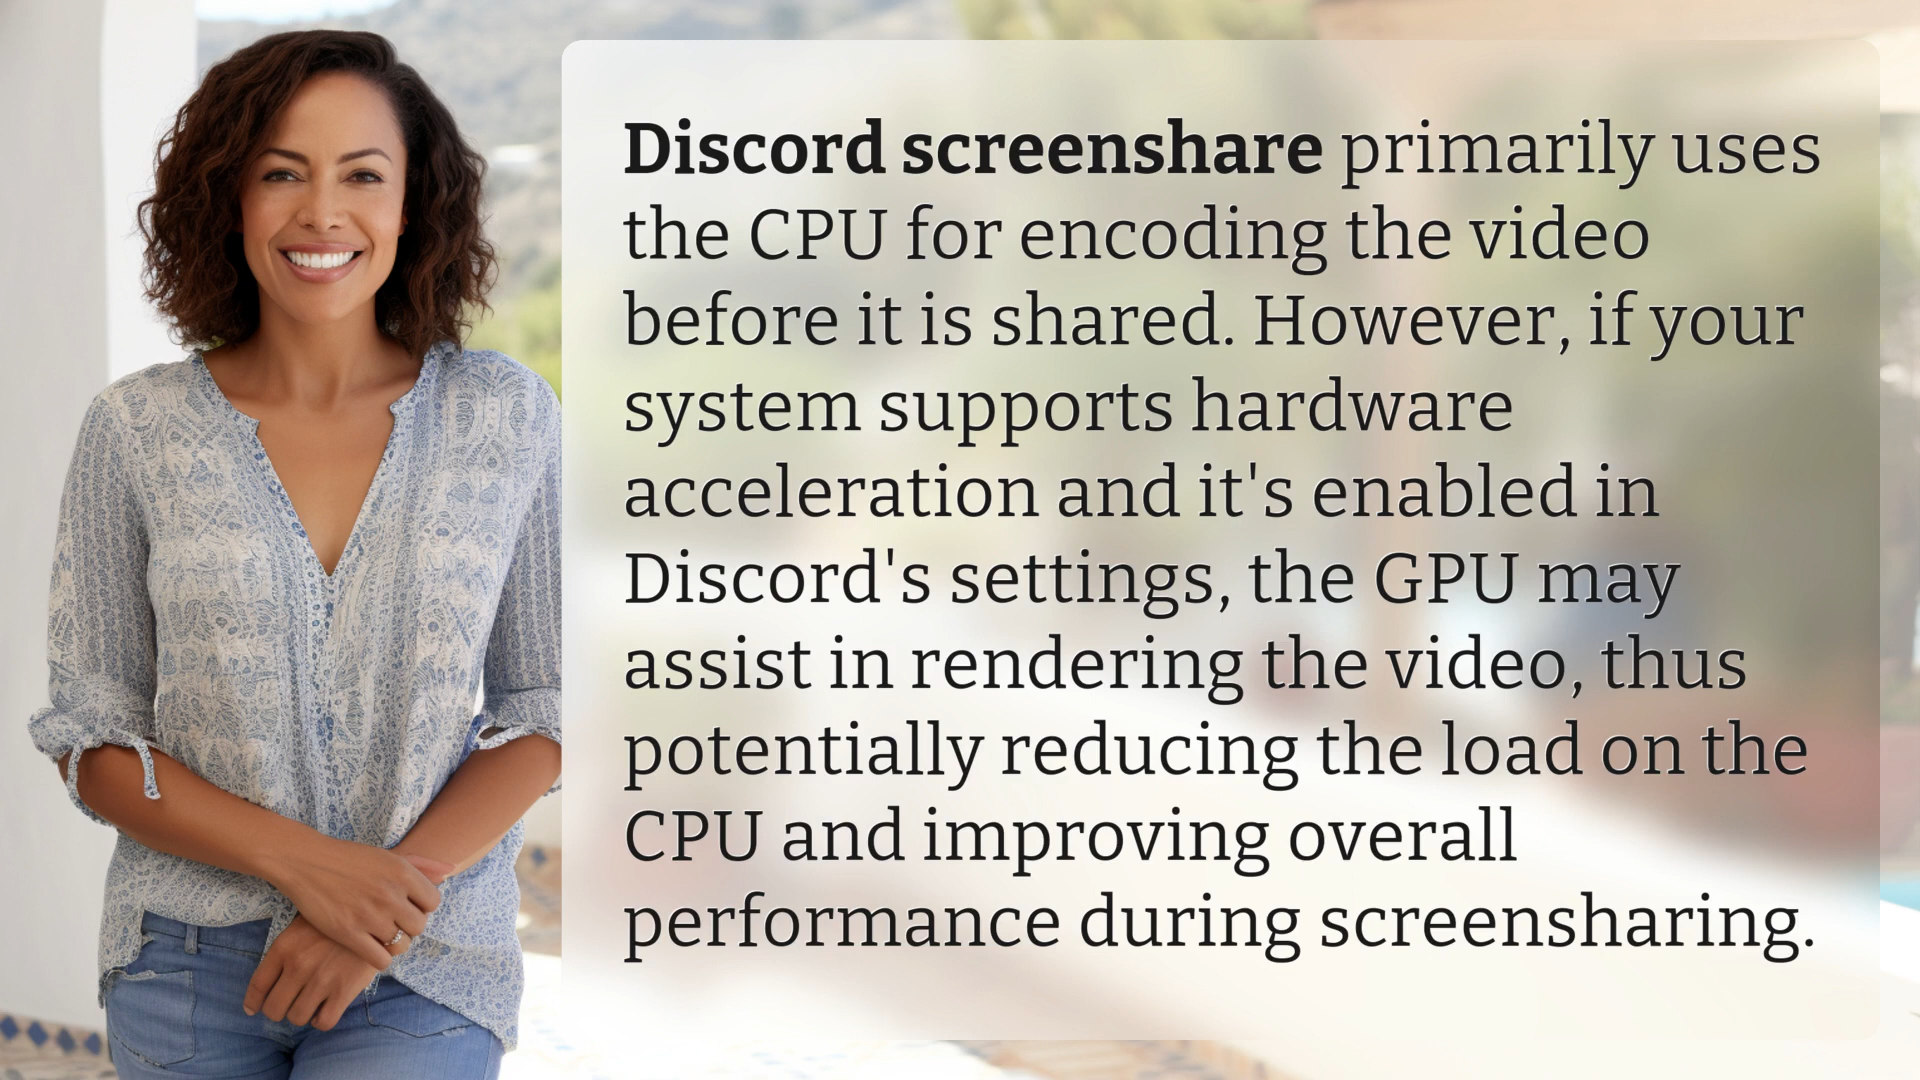 Discord screenshare primarily uses
the CPU for encoding the video
before it is shared. However, if your
system supports hardware
acceleration and it's enabled in
Discord's settings, the GPU may
assist in rendering the video, thus
potentially reducing the load on the
CPU and improving overall
performance during screensharing.